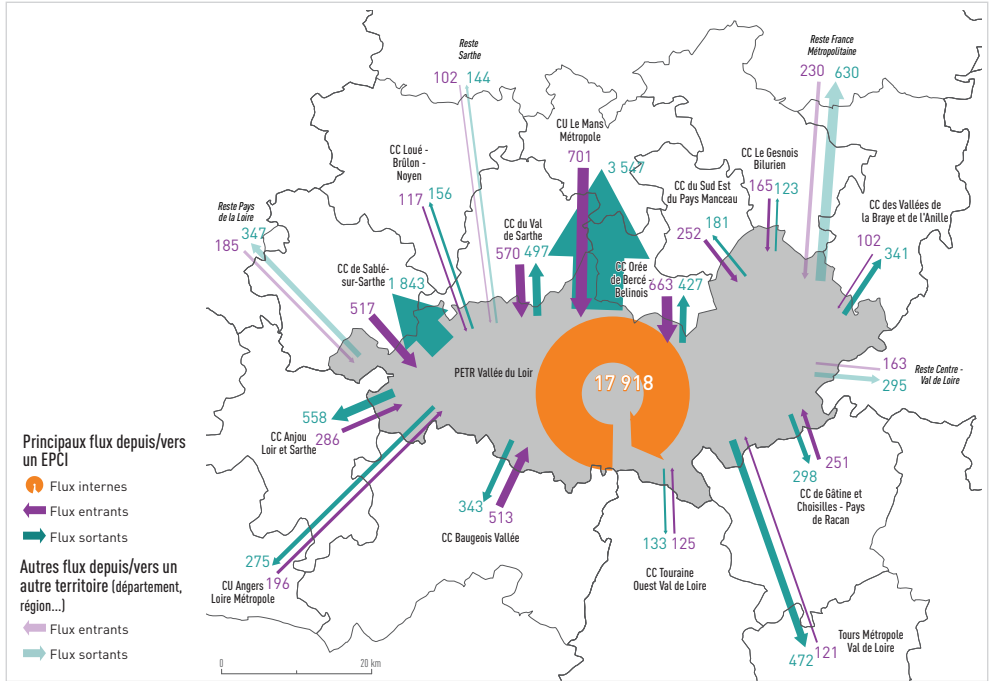 Reste
Sarthe
102 144
Reste France
Métropolitaine
230 630
CU Le Mans
Métropole
701
3 547
CC Loué -
Brûlon -
Noyen
117 156
CC Le Gesnois
Bilurien
165 123
CC du Sud Est
du Pays Manceau
181
252
CC des Vallées de
la Braye et de l'Anille
102
341
Reste Pays
de la Loire
347
185
CC du Val
de Sarthe
570 497
CC de Sablé-
sur-Sarthe
1 843
517
CC Orée
de Bercé -
Belinois
663 427
PETR Vallée du Loir
17 918
163
295
Reste Centre -
Val de Loire
558
286
CC Anjou
Loir et Sarthe
343
513
CC Baugeois Vallée
251
298
CC de Gâtine et
Choisilles - Pays
de Racan
275
196
CU Angers
Loire Métropole
133 125
CC Touraine
Ouest Val de Loire
Tours Métropole
Val de Loire
121
472
Principaux flux depuis/vers
un EPCI
Flux internes
Flux entrants
Flux sortants
Autres flux depuis/vers un
autre territoire (département,
région...)
Flux entrants
Flux sortants
0 20 km